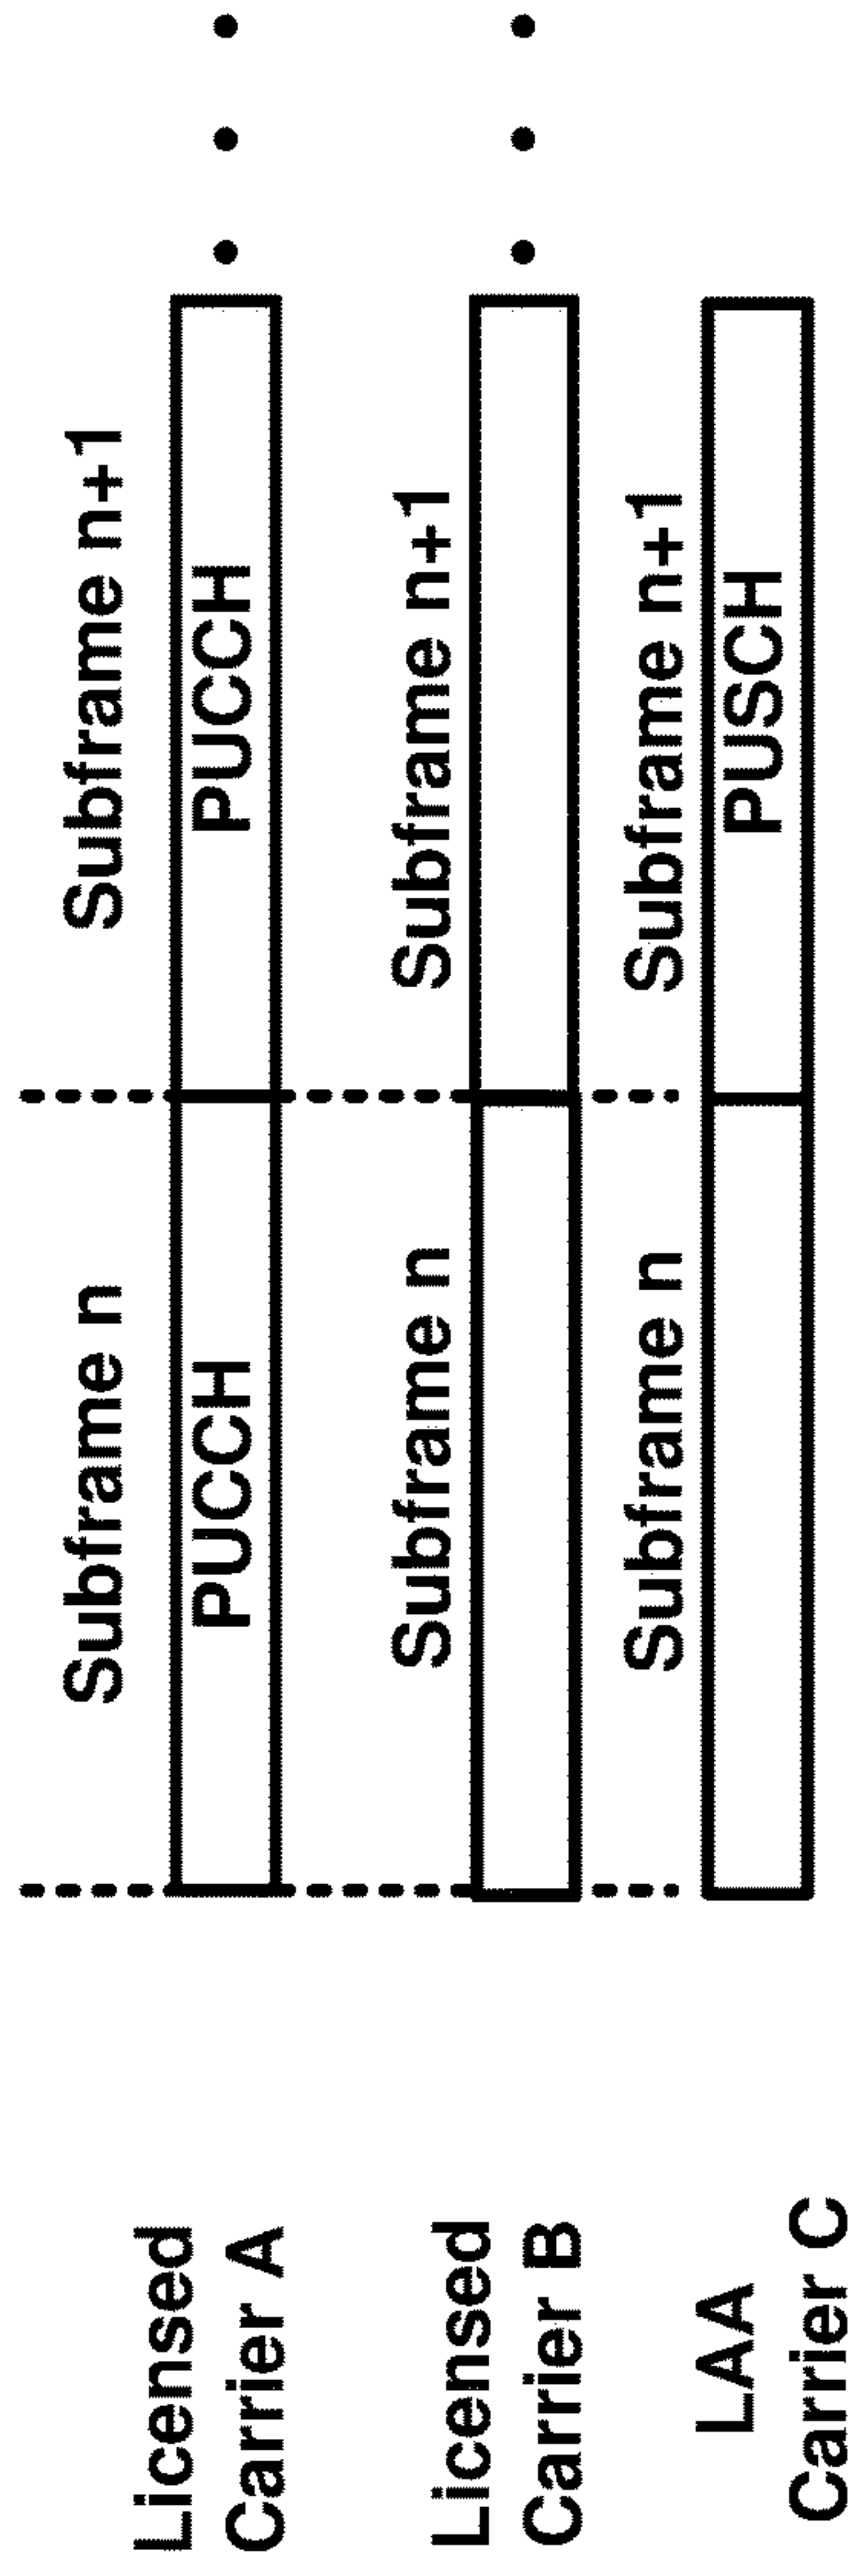 Subframe n
Subframe n+1
Licensed
Carrier A
PUCCH
PUCCH
Subframe n
Subframe n+1
Licensed
Carrier B
Subframe n
Subframe n+1
LAA
Carrier C
PUSCH